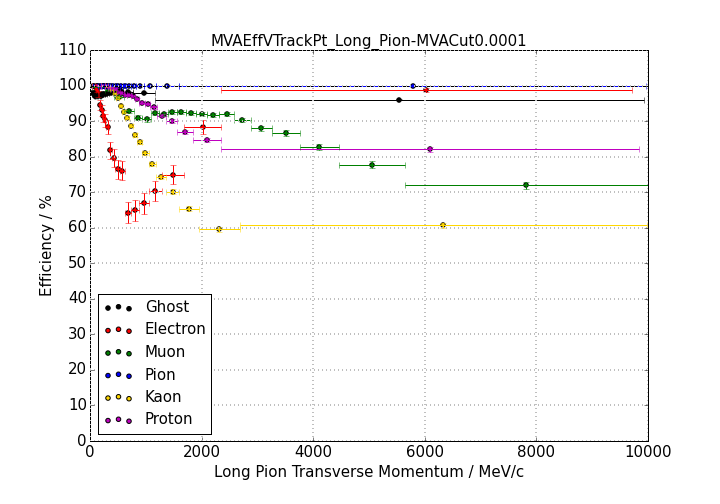 MVAEffVTrackPt_Long_Pion-MVACut0.0001
110
100
90
80
70
60
50
40
30
20
10
0
Efficiency / %
Ghost
Electron
Muon
Pion
Kaon
Proton
0 2000 4000 6000 8000 10000
Long Pion Transverse Momentum / MeV/c